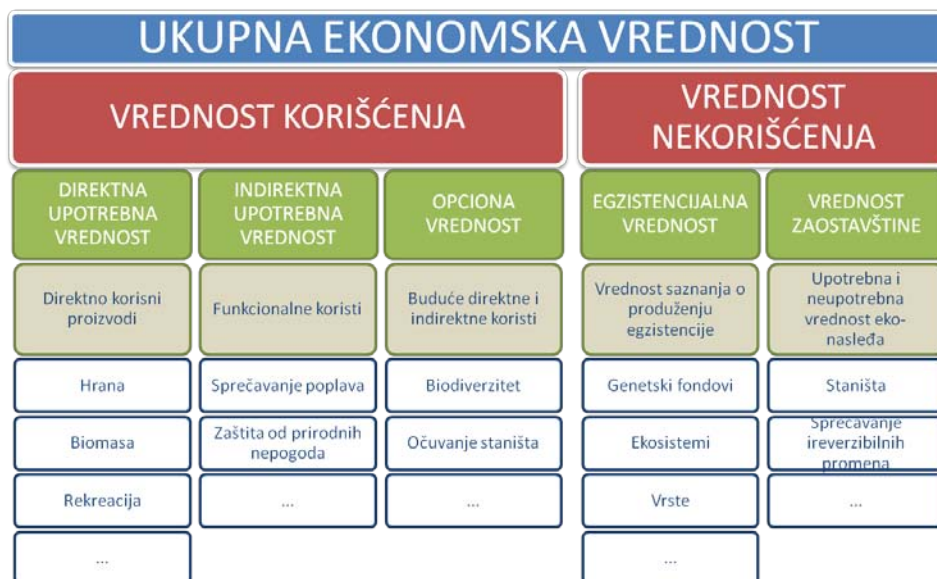 UKUPNA EKONOMSKA VREDNOST
VREDNOST KORIŠĆENJA
VREDNOST
NEKORIŠĆENJA
DIREKTNA
UPOTREBNA
VREDNOST
INDIREKTNA
UPOTREBNA
VREDNOST
OPCIONA
VREDNOST
EGZISTENCIJALNA
VREDNOST
VREDNOST
ZAOSTAVŠTINE
Direktno korisni
proizvodi
Funkcionalne koristi
Buduće direktne i
indirektne koristi
Vrednost saznanja o
produženju
egzistencije
Upotrebna i
neupotrebna
vrednost eko-
nasleđa
Hrana
Sprečavanje poplava
Biodiverzitet
Genetski fondovi
Staništa
Biomasa
Zaštita od prirodnih
nepogoda
Očuvanje staništa
Ekosistemi
Sprečavanje
ireverzibilnih
promena
Rekreacija
...
...
Vrste
...
...
...